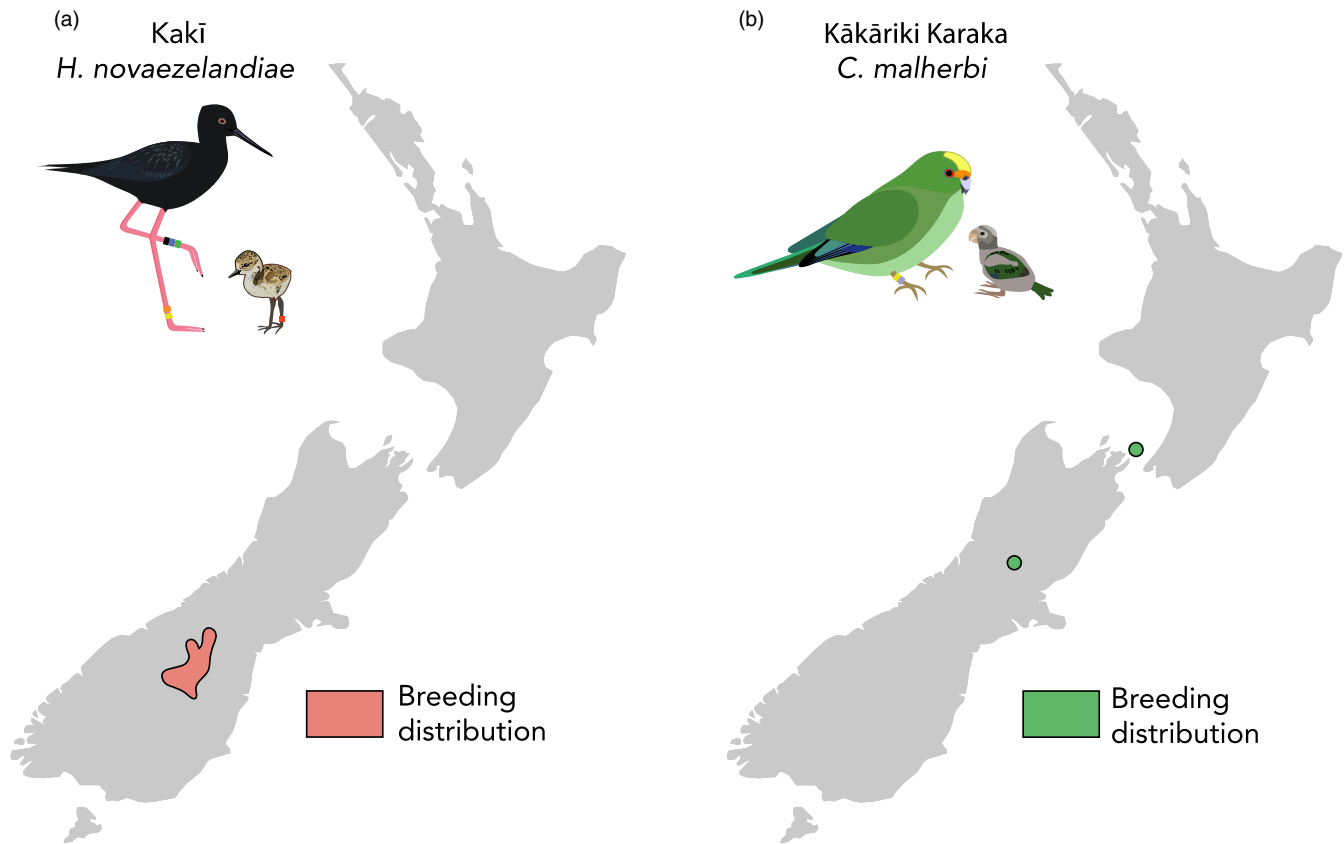 (a)
Kakī
H. novaezelandiae
Breeding
distribution
(b)
Kākāriki Karaka
C. malherbi
Breeding
distribution